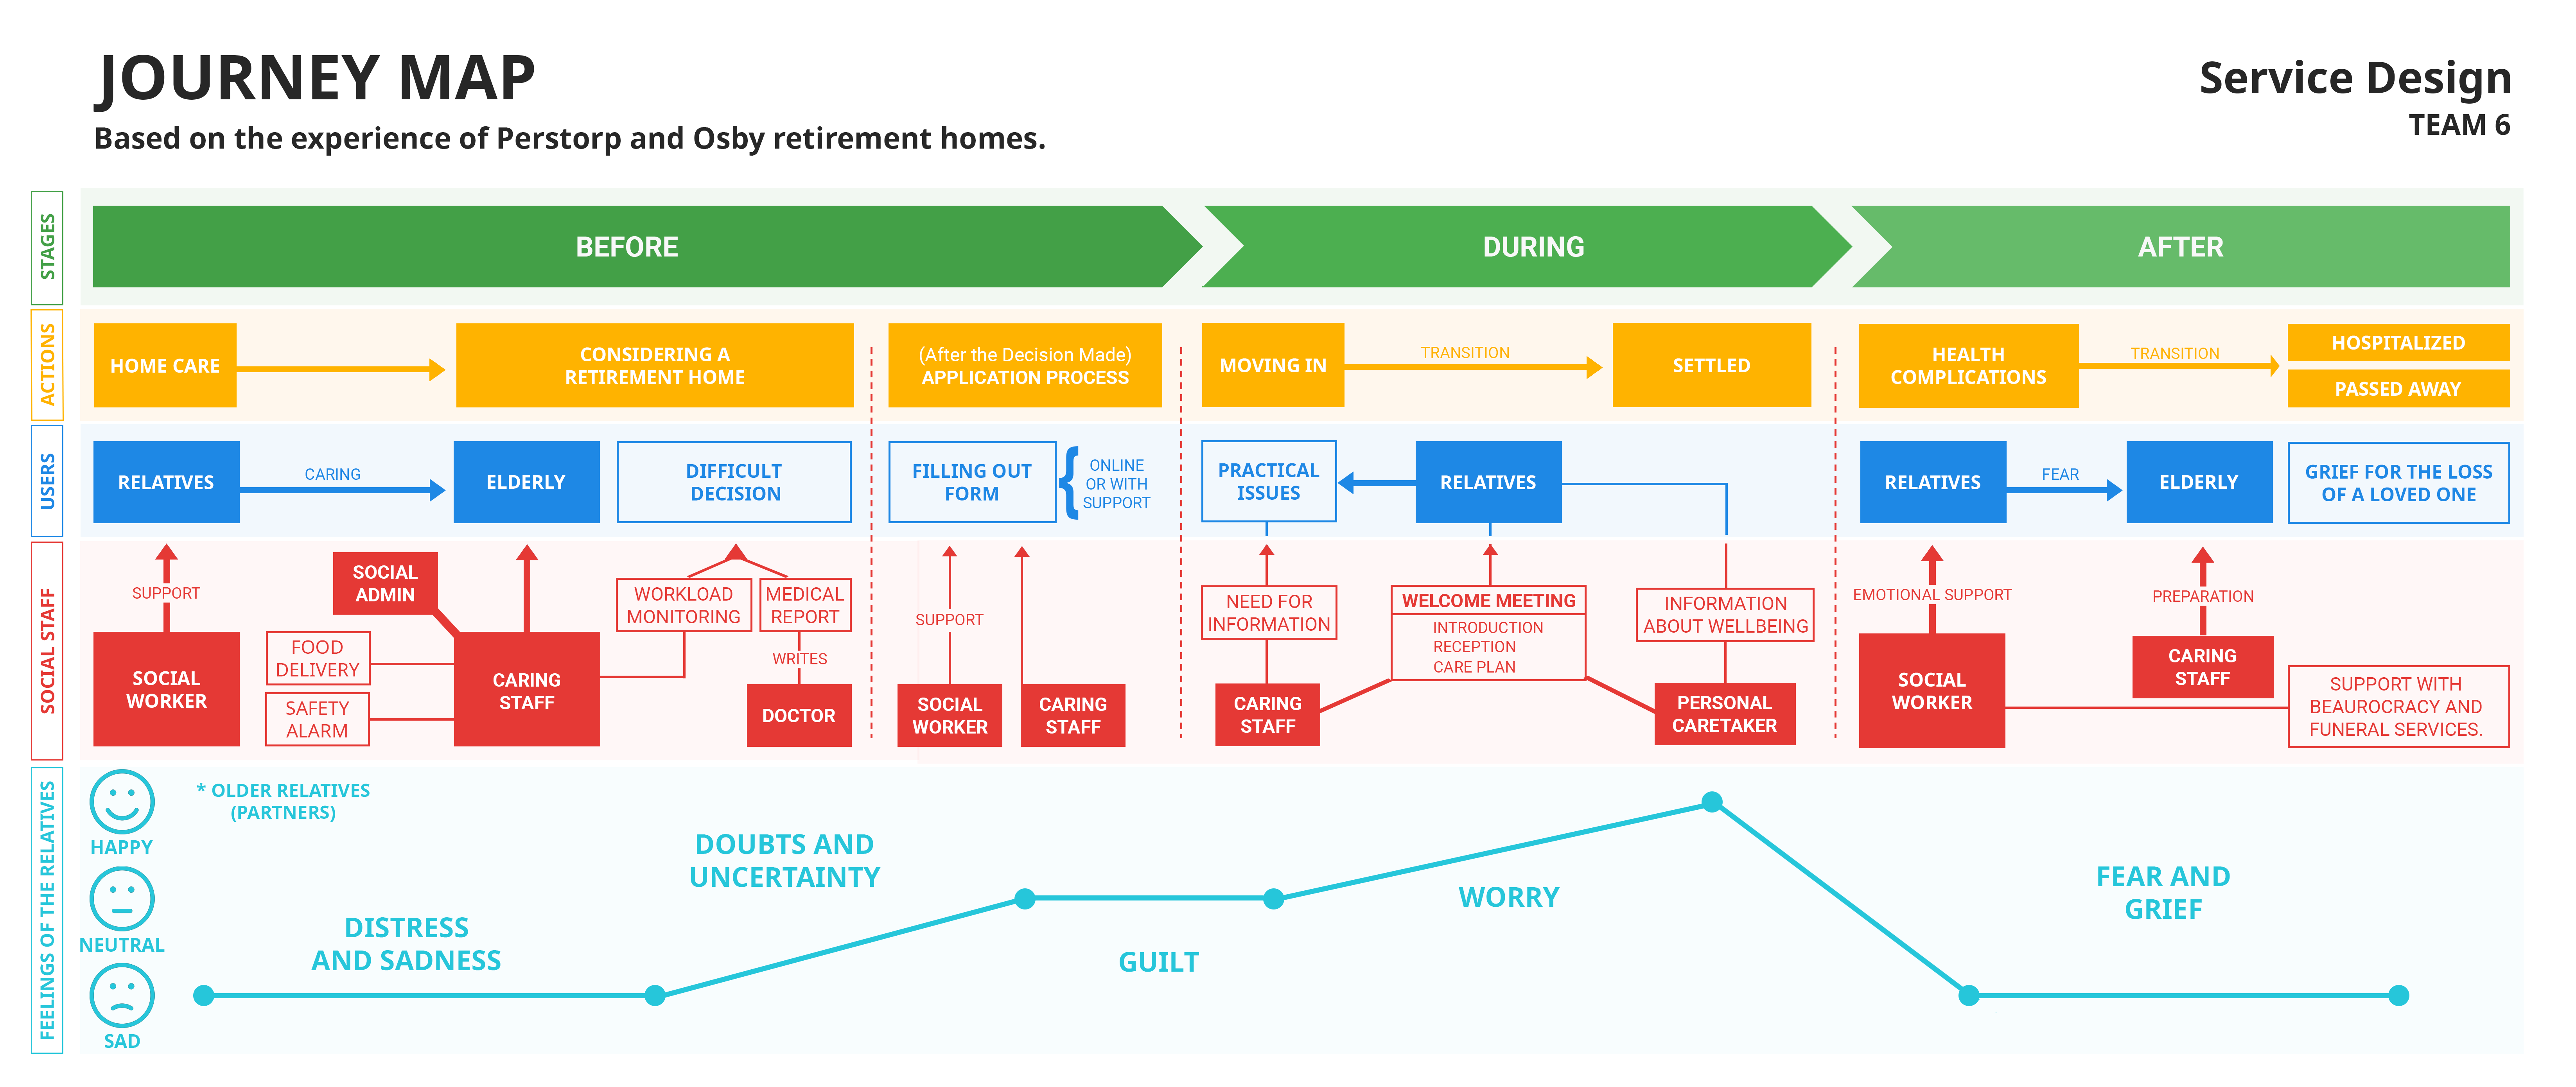 JOURNEY MAP
Based on the experience of Perstorp and Osby retirement homes.
Service Design
TEAM 6
STAGES
BEFORE
DURING
AFTER
ACTIONS
HOME CARE
CONSIDERING A
RETIREMENT HOME
(After the Decision Made)
APPLICATION PROCESS
MOVING IN
TRANSITION
SETTLED
HEALTH
COMPLICATIONS
TRANSITION
HOSPITALIZED
PASSED AWAY
USERS
RELATIVES
CARING
ELDERLY
DIFFICULT
DECISION
FILLING OUT
FORM
{
ONLINE
OR WITH
SUPPORT
PRACTICAL
ISSUES
RELATIVES
RELATIVES
FEAR
ELDERLY
GRIEF FOR THE LOSS
OF A LOVED ONE
SOCIAL STAFF
SUPPORT
SOCIAL
WORKER
SOCIAL
ADMIN
FOOD
DELIVERY
SAFETY
ALARM
CARING
STAFF
WORKLOAD
MONITORING
MEDICAL
REPORT
WRITES
DOCTOR
SUPPORT
SOCIAL
WORKER
CARING
STAFF
NEED FOR
INFORMATION
CARING
STAFF
WELCOME MEETING
INTRODUCTION
RECEPTION
CARE PLAN
INFORMATION
ABOUT WELLBEING
PERSONAL
CARETAKER
EMOTIONAL SUPPORT
SOCIAL
WORKER
PREPARATION
CARING
STAFF
SUPPORT WITH
BEAUROCRACY AND
FUNERAL SERVICES.
FEELINGS OF THE RELATIVES
HAPPY
NEUTRAL
SAD
* OLDER RELATIVES
(PARTNERS)
DISTRESS
AND SADNESS
DOUBTS AND
UNCERTAINTY
GUILT
WORRY
FEAR AND
GRIEF